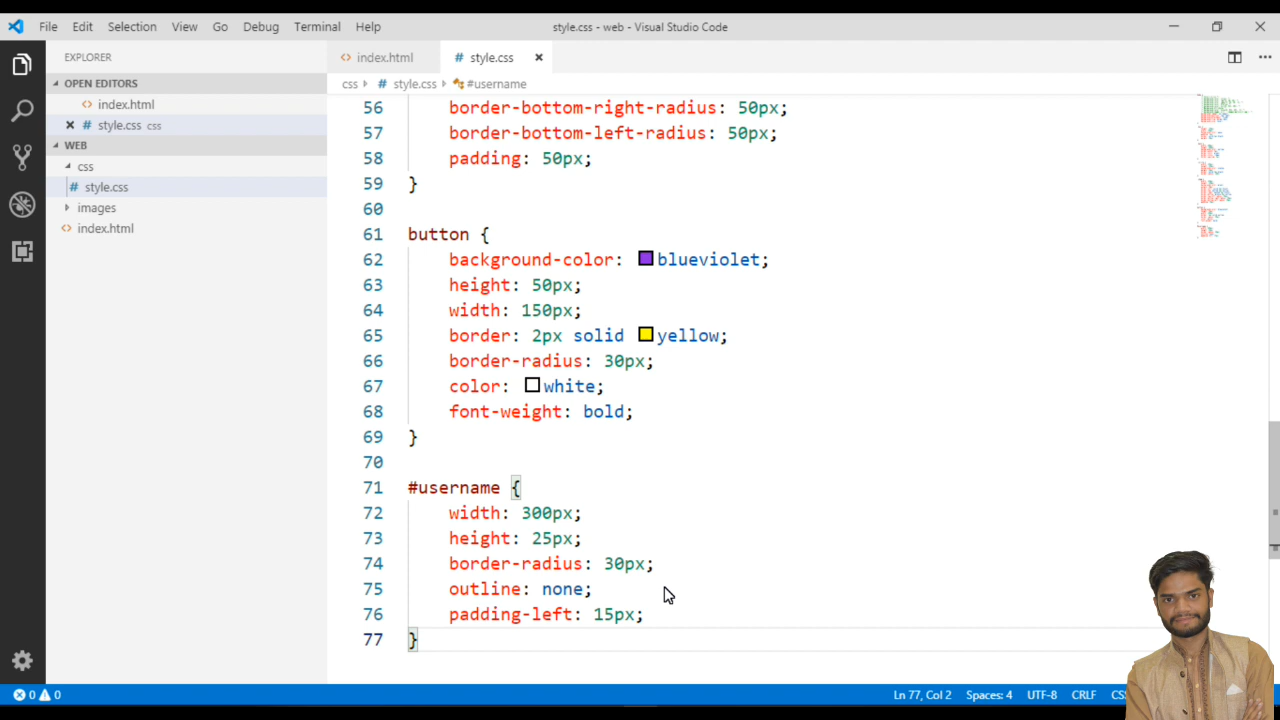 File Edit Selection View Go Debug Terminal Help
style.css - web - Visual Studio Code
EXPLORER
OPEN EDITORS
index.html
style.css css
WEB
css
style.css
images
index.html
index.html
style.css
css style.css #username
56 border-bottom-right-radius: 50px;
57 border-bottom-left-radius: 50px;
58 padding: 50px;
59 }
60
61 button {
62 background-color: blueviolet;
63 height: 50px;
64 width: 150px;
65 border: 2px solid yellow;
66 border-radius: 30px;
67 color: white;
68 font-weight: bold;
69 }
70
71 #username {
72 width: 300px;
73 height: 25px;
74 border-radius: 30px;
75 outline: none;
76 padding-left: 15px;
77 }
0 0
Ln 77, Col 2 Spaces: 4 UTF-8 CRLF